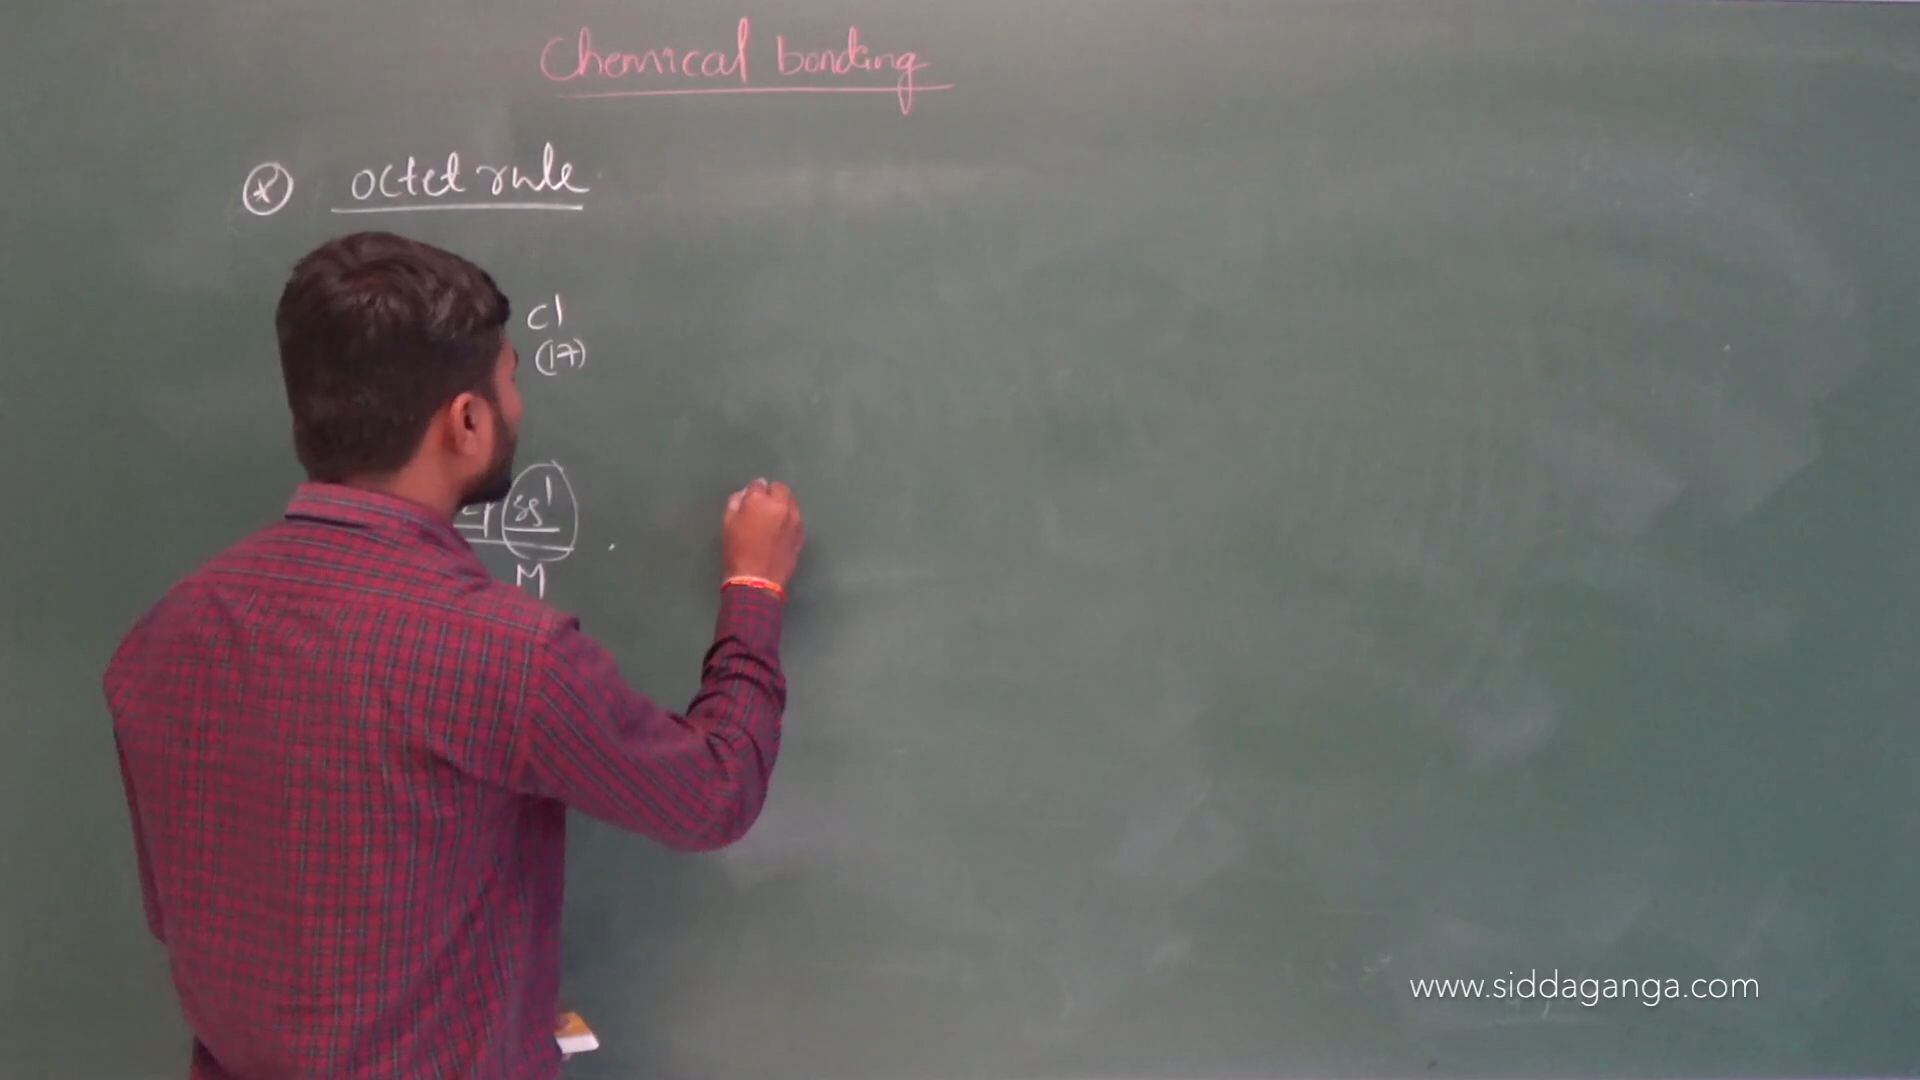 Chemical bonding
octet rule
Cl
(17)
3s¹
M
www.siddaganga.com